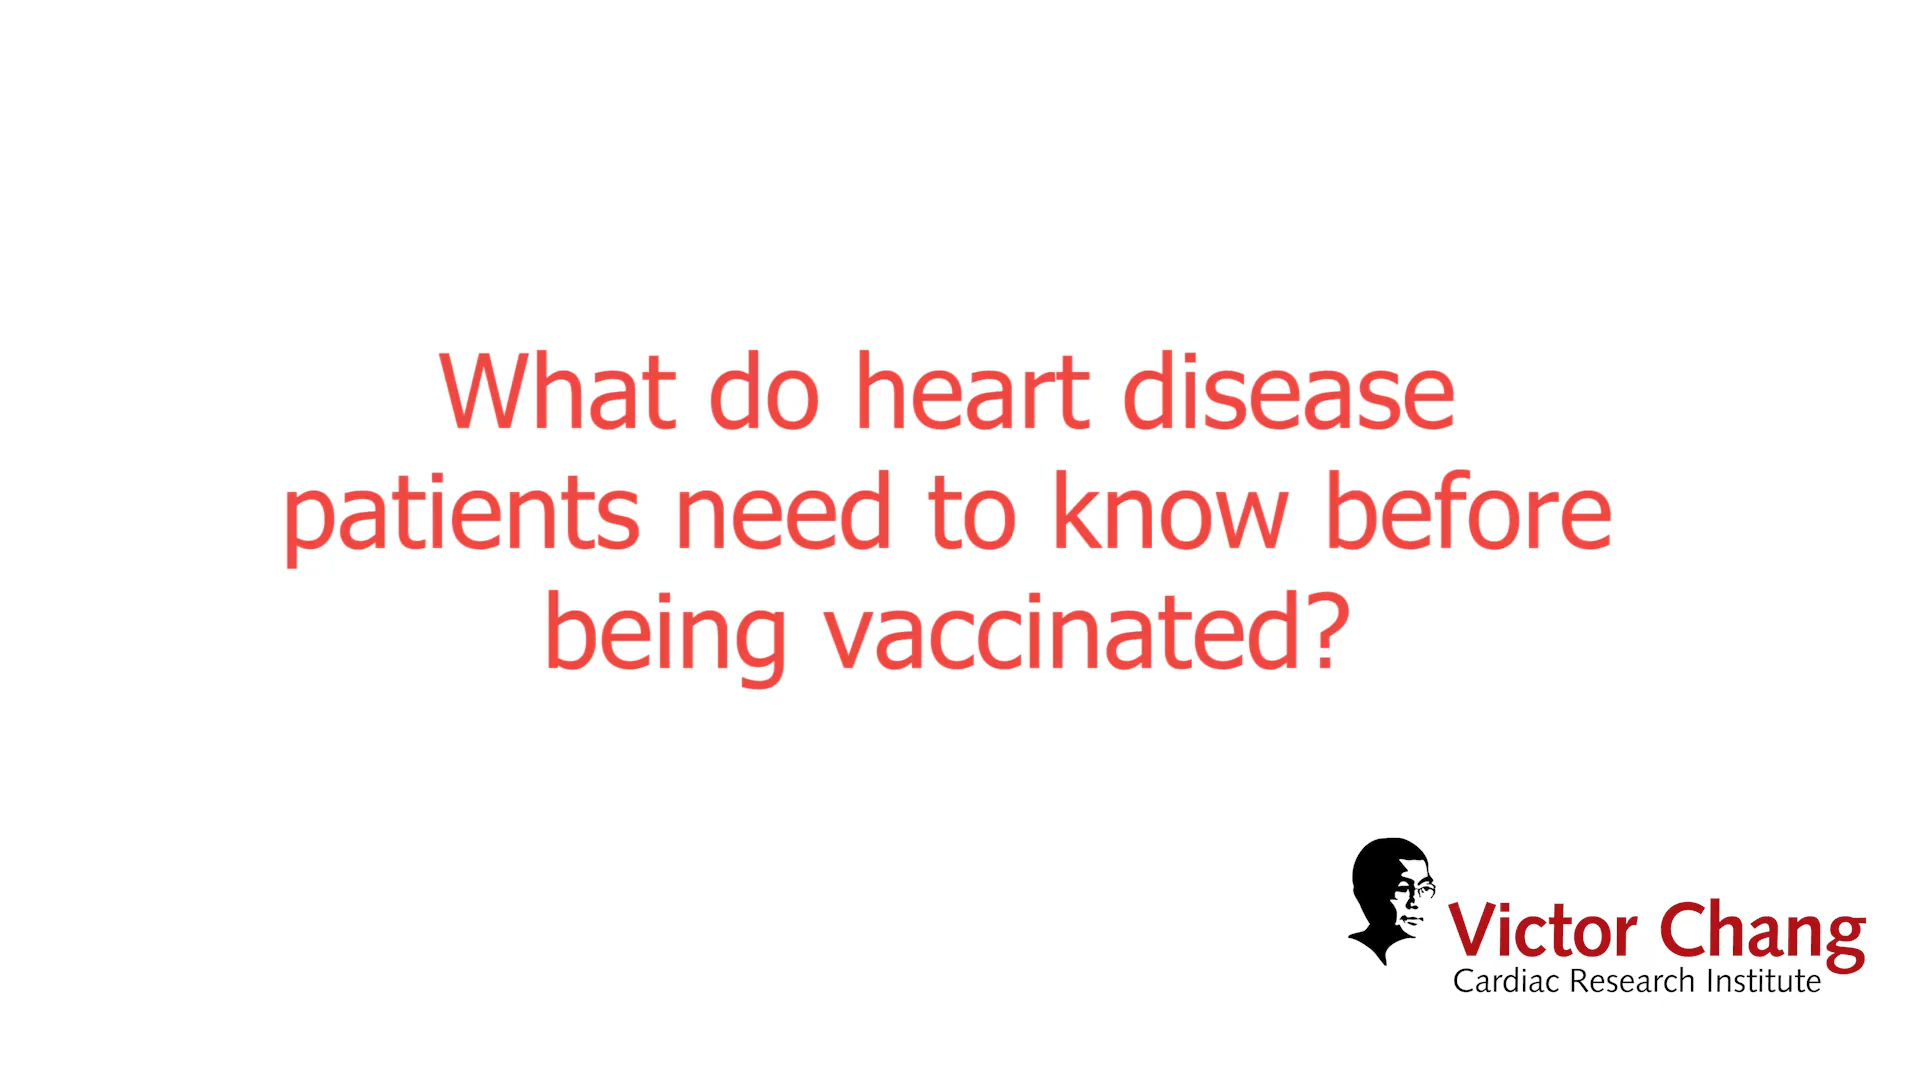 What do heart disease
patients need to know before
being vaccinated?
Victor Chang
Cardiac Research Institute